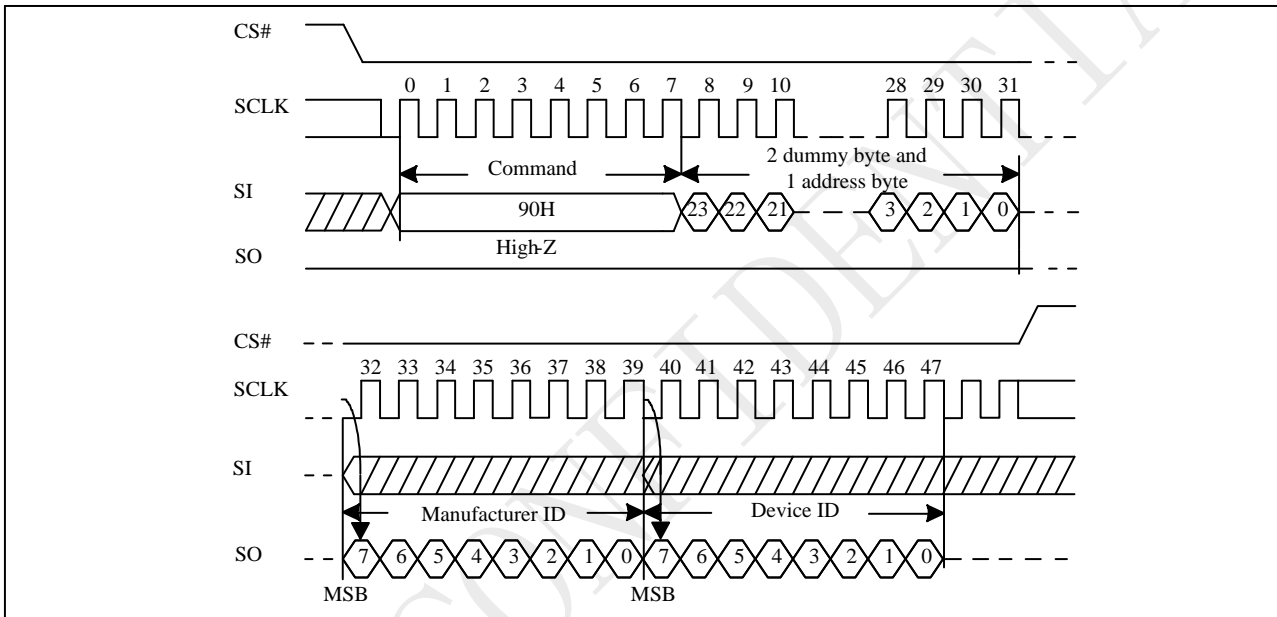 CS#
0 1 2 3 4 5 6 7 8 9 10 28 29 30 31
SCLK
Command
2 dummy byte and
1 address byte
SI
90H
23 22 21 3 2 1 0
High-Z
SO
CS#
32 33 34 35 36 37 38 39 40 41 42 43 44 45 46 47
SCLK
SI
Manufacturer ID
Device ID
SO
7 6 5 4 3 2 1 0 7 6 5 4 3 2 1 0
MSB MSB
CONFIDENTIA